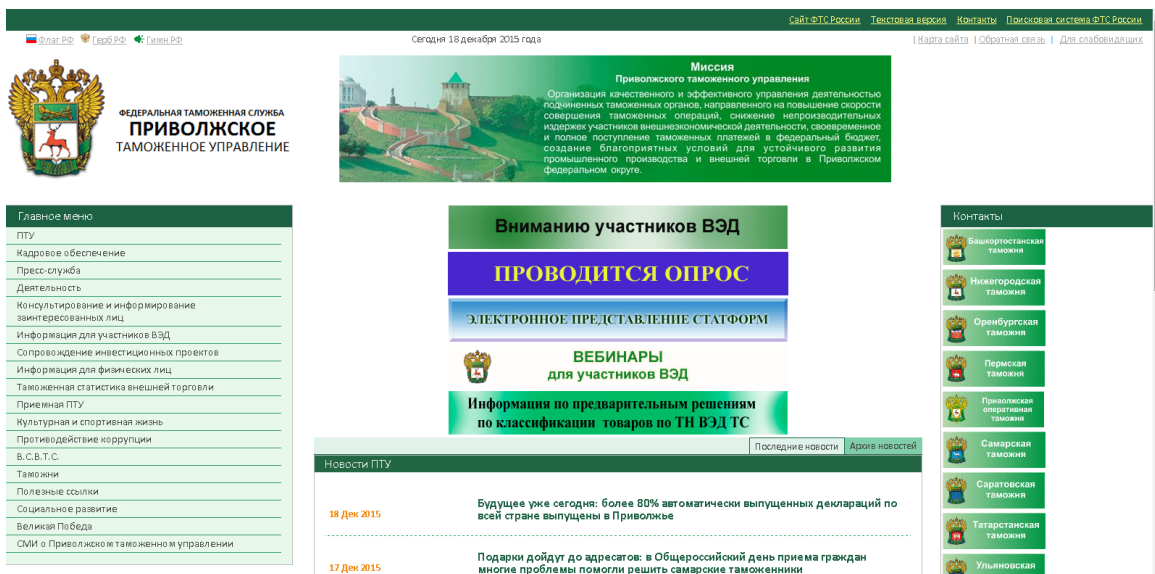 Сайт ФТС России Текстовая версия Контакты Поисковая система ФТС России
Флаг РФ Герб РФ Гимн РФ
Сегодня 18 декабря 2015 года
| Карта сайта | Обратная связь | Для слабовидящих
ФЕДЕРАЛЬНАЯ ТАМОЖЕННАЯ СЛУЖБА
ПРИВОЛЖСКОЕ
ТАМОЖЕННОЕ УПРАВЛЕНИЕ
Миссия
Приволжского таможенного управления
Организация качественного и эффективного управления деятельностью
подчиненных таможенных органов, направленного на повышение скорости
совершения таможенных операций, снижение непроизводительных
издержек участников внешнеэкономической деятельности, своевременное
и полное поступление таможенных платежей в федеральный бюджет,
создание благоприятных условий для устойчивого развития
промышленного производства и внешней торговли в Приволжском
федеральном округе.
Главное меню
ПТУ
Кадровое обеспечение
Пресс-служба
Деятельность
Консультирование и информирование
заинтересованных лиц
Информация для участников ВЭД
Сопровождение инвестиционных проектов
Информация для физических лиц
Таможенная статистика внешней торговли
Приемная ПТУ
Культурная и спортивная жизнь
Противодействие коррупции
В.С.В.Т.С.
Таможни
Полезные ссылки
Социальное развитие
Великая Победа
СМИ о Приволжском таможенном управлении
Вниманию участников ВЭД
ПРОВОДИТСЯ ОПРОС
ЭЛЕКТРОННОЕ ПРЕДСТАВЛЕНИЕ СТАТФОРМ
ВЕБИНАРЫ
для участников ВЭД
Информация по предварительным решениям
по классификации товаров по ТН ВЭД ТС
Последние новости Архив новостей
Новости ПТУ
18 Дек 2015
Будущее уже сегодня: более 80% автоматически выпущенных деклараций по
всей стране выпущены в Приволжье
17 Дек 2015
Подарки дойдут до адресатов: в Общероссийский день приема граждан
многие проблемы помогли решить самарские таможенники
Контакты
Башкортостанская
таможня
Нижегородская
таможня
Оренбургская
таможня
Пермская
таможня
Приволжская
оперативная
таможня
Самарская
таможня
Саратовская
таможня
Татарстанская
таможня
Ульяновская